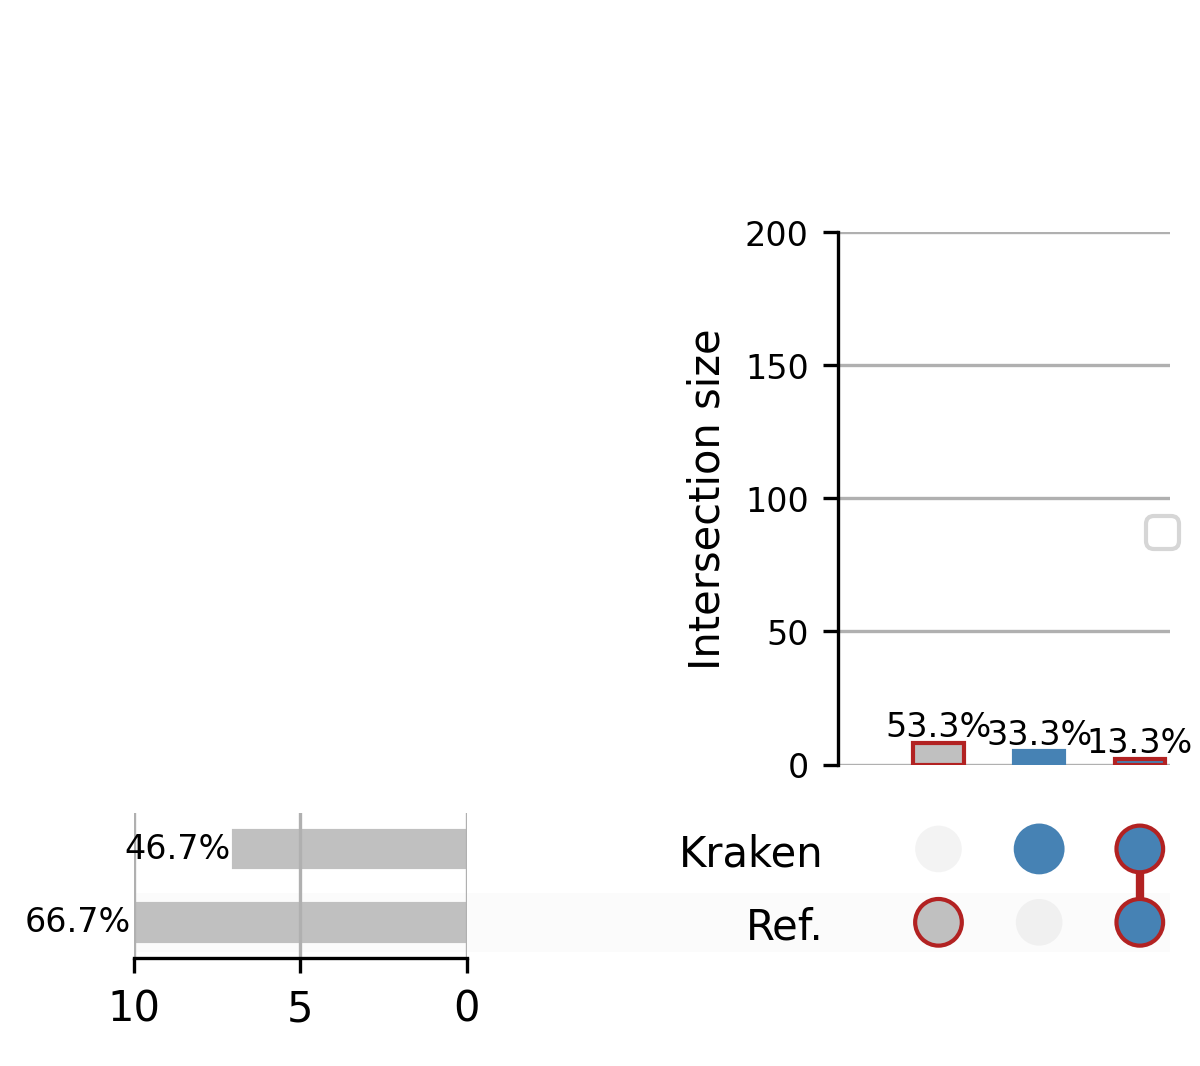 200
150
100
50
0
Intersection size
53.3%
33.3%
13.3%
46.7%
66.7%
Kraken
Ref.
10 5 0